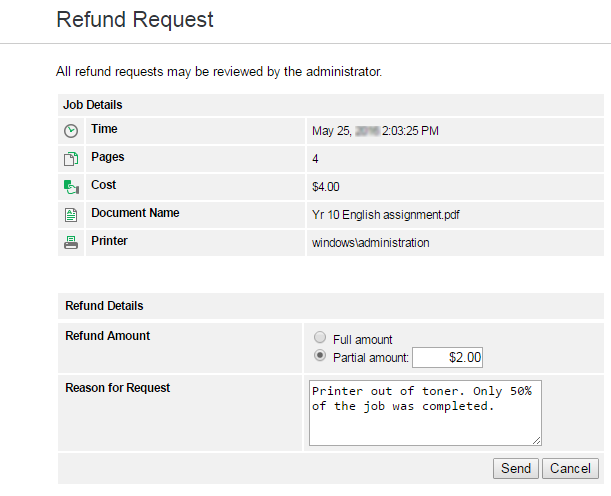 Refund Request
All refund requests may be reviewed by the administrator.
Job Details
Time May 25, 2:03:25 PM
Pages 4
Cost $4.00
Document Name Yr 10 English assignment.pdf
Printer windows\administration
Refund Details
Refund Amount
Full amount
Partial amount: $2.00
Reason for Request
Printer out of toner. Only 50%
of the job was completed.
Send Cancel